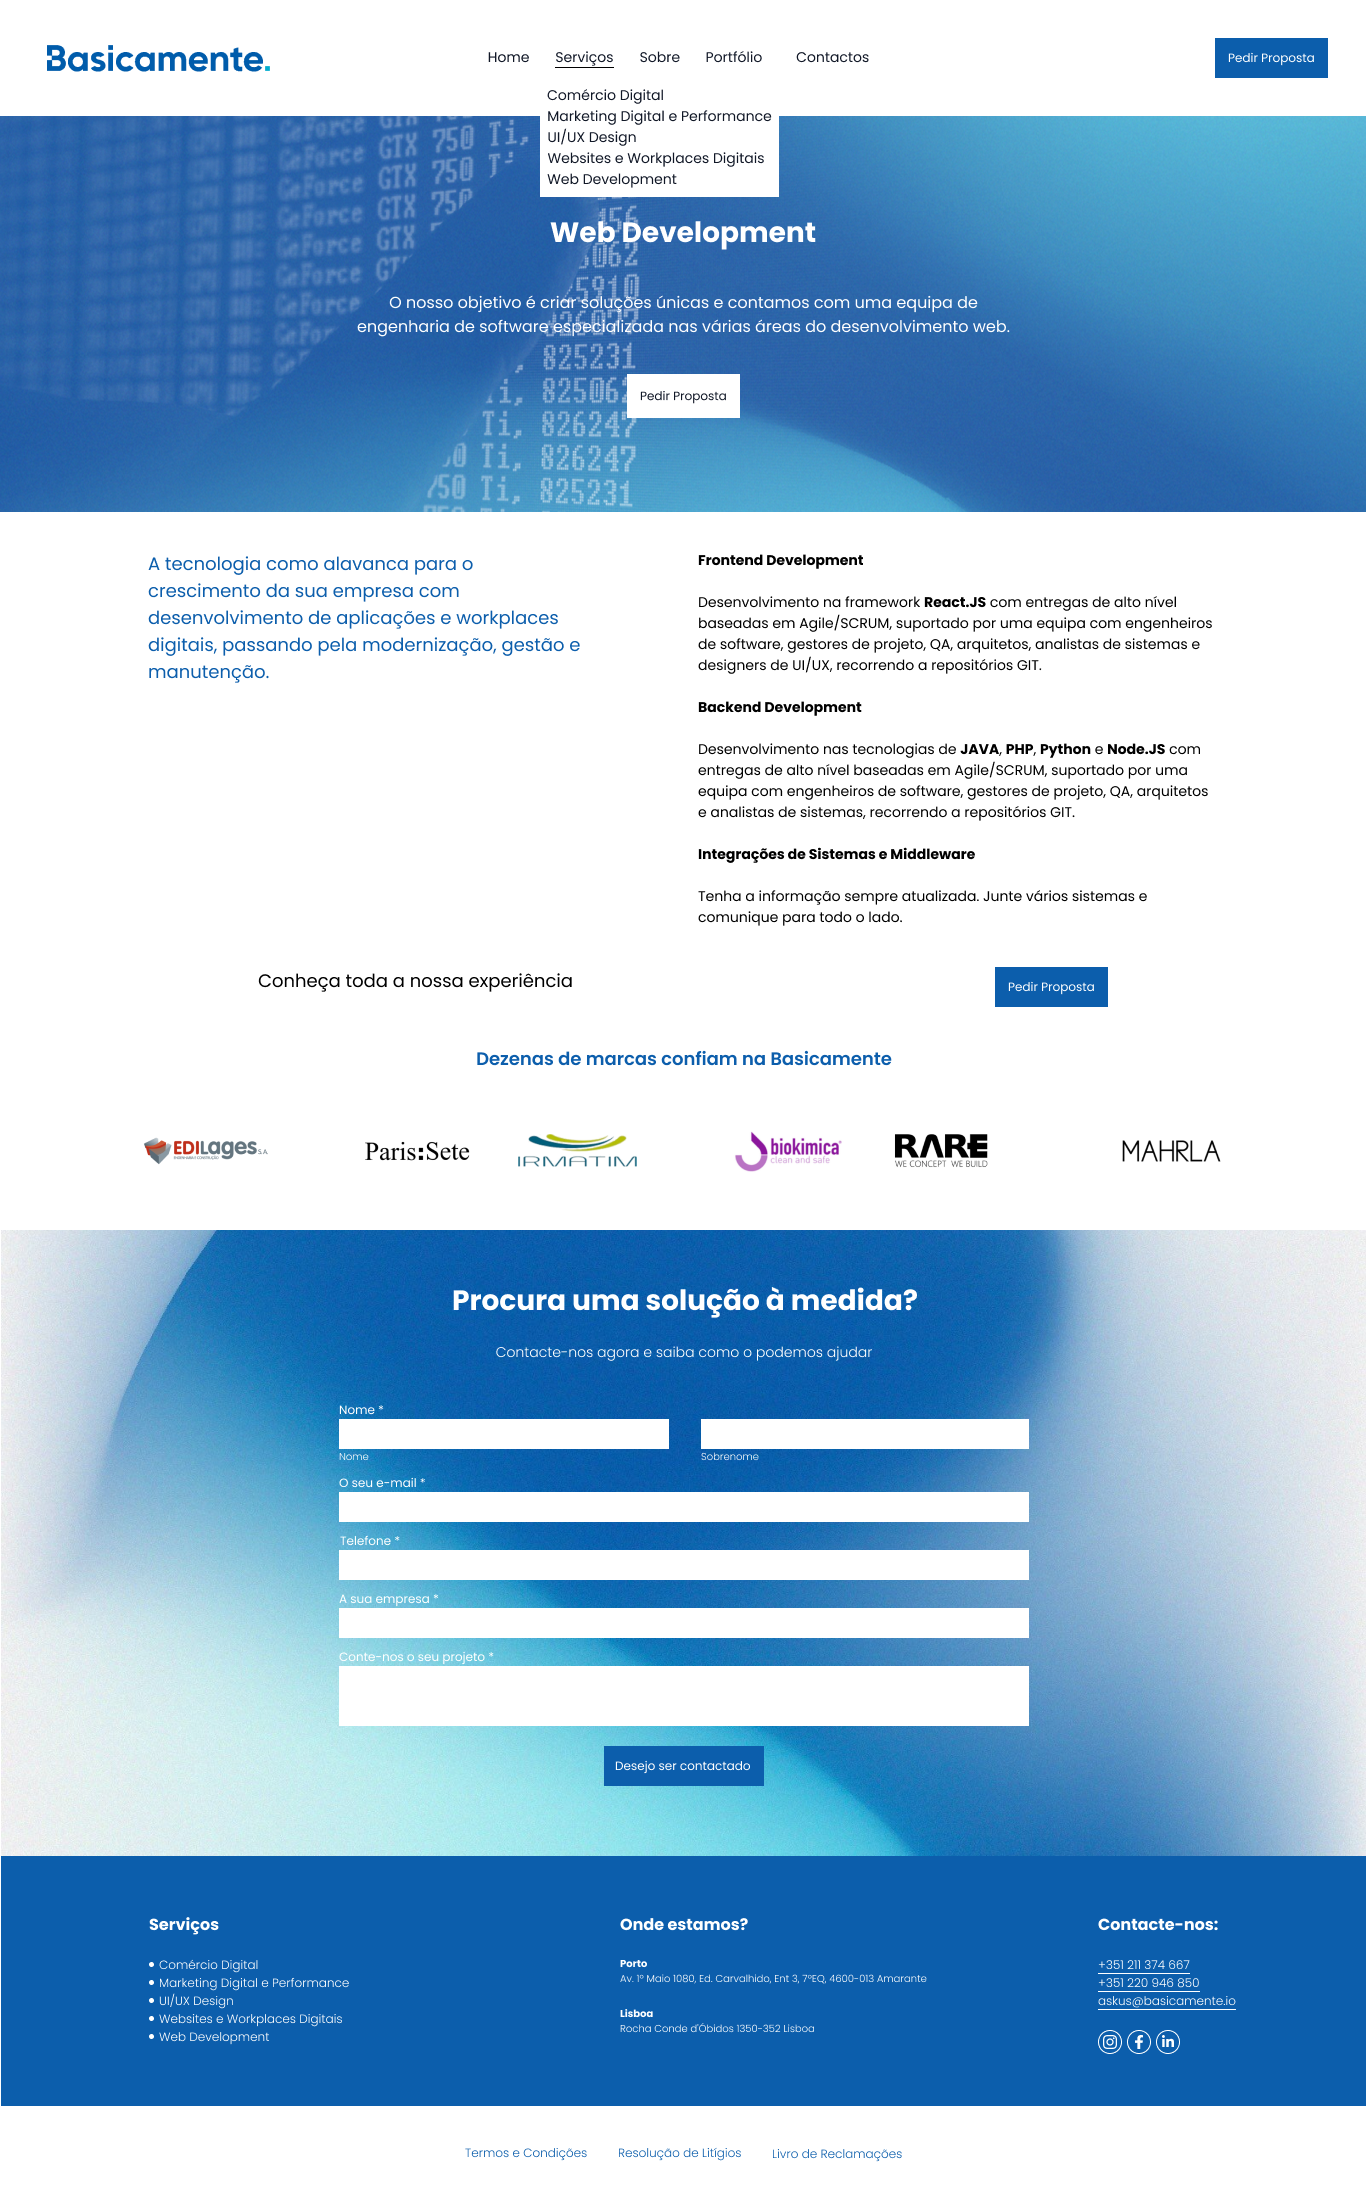 Basicamente.
Home Serviços Sobre Portfólio Contactos
Pedir Proposta
Comércio Digital
Marketing Digital e Performance
UI/UX Design
Websites e Workplaces Digitais
Web Development
Web Development
O nosso objetivo é criar soluções únicas e contamos com uma equipa de
engenharia de software especializada nas várias áreas do desenvolvimento web.
825231
Pedir Proposta
826247
826247
750 Ti, 825231
A tecnologia como alavanca para o
crescimento da sua empresa com
desenvolvimento de aplicações e workplaces
digitais, passando pela modernização, gestão e
manutenção.
Frontend Development
Desenvolvimento na framework React.JS com entregas de alto nível
baseadas em Agile/SCRUM, suportado por uma equipa com engenheiros
de software, gestores de projeto, QA, arquitetos, analistas de sistemas e
designers de UI/UX, recorrendo a repositórios GIT.
Backend Development
Desenvolvimento nas tecnologias de JAVA, PHP, Python e Node.JS com
entregas de alto nível baseadas em Agile/SCRUM, suportado por uma
equipa com engenheiros de software, gestores de projeto, QA, arquitetos
e analistas de sistemas, recorrendo a repositórios GIT.
Integrações de Sistemas e Middleware
Tenha a informação sempre atualizada. Junte vários sistemas e
comunique para todo o lado.
Conheça toda a nossa experiência
Pedir Proposta
Dezenas de marcas confiam na Basicamente
EDILages S.A.
ENGENHARIA E CONSTRUÇÃO
Paris:Sete
IRMATIM
biokimica®
clean and safe
RARE
WE CONCEPT WE BUILD
MAHRLA
Procura uma solução à medida?
Contacte-nos agora e saiba como o podemos ajudar
Nome *
Nome Sobrenome
O seu e-mail *
Telefone *
A sua empresa *
Conte-nos o seu projeto *
Desejo ser contactado
Serviços
Comércio Digital
Marketing Digital e Performance
UI/UX Design
Websites e Workplaces Digitais
Web Development
Onde estamos?
Porto
Av. 1º Maio 1080, Ed. Carvalhido, Ent 3, 7ºEQ, 4600-013 Amarante
Lisboa
Rocha Conde d'Óbidos 1350-352 Lisboa
Contacte-nos:
+351 211 374 667
+351 220 946 850
askus@basicamente.io
Termos e Condições Resolução de Litígios Livro de Reclamações